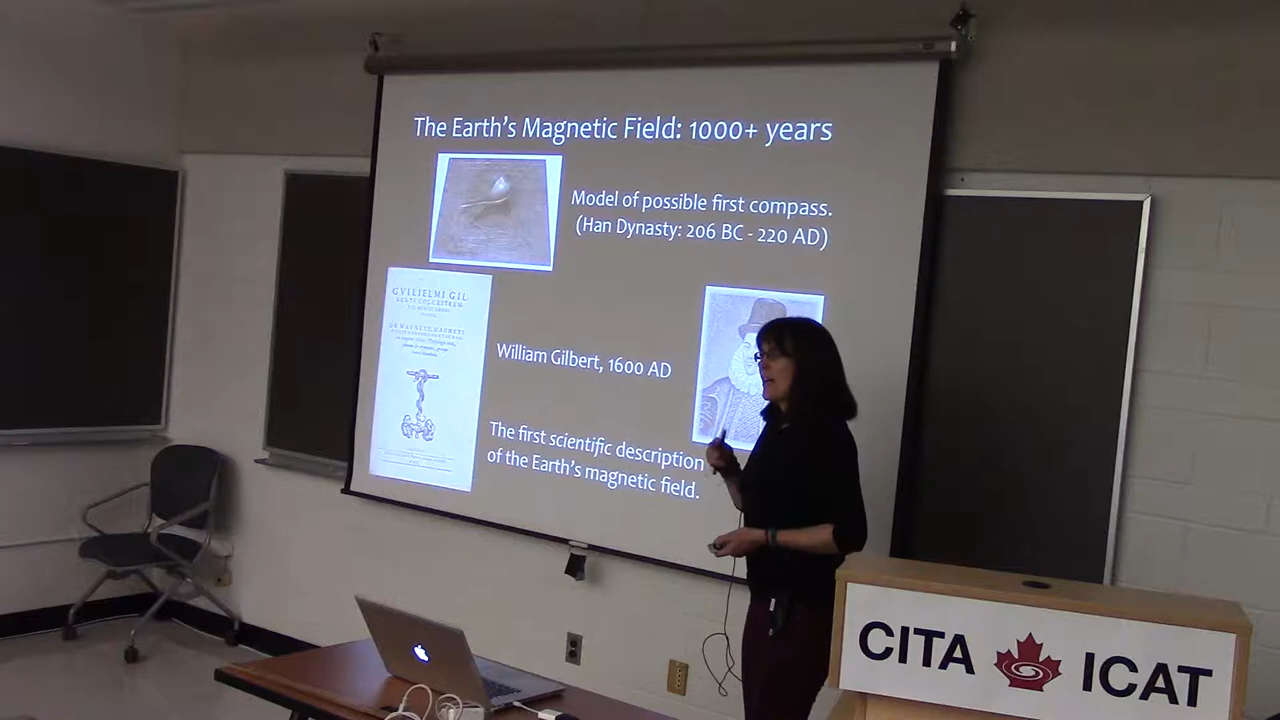 The Earth's Magnetic Field: 1000+ years
Model of possible first compass.
(Han Dynasty: 206 BC - 220 AD)
GVILIELMI GIL
William Gilbert, 1600 AD
The first scientific description
of the Earth's magnetic field.
CITA ICAT